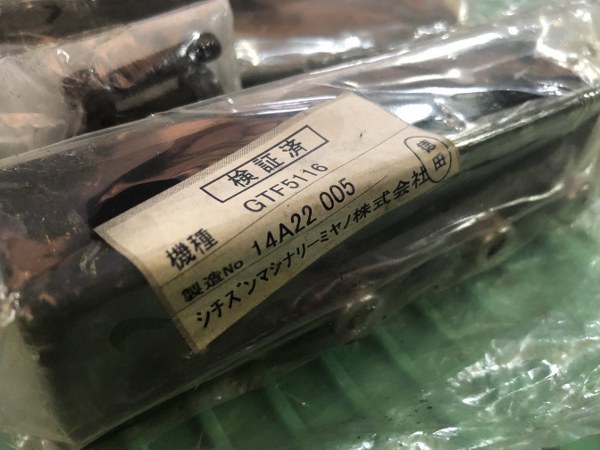 検証済
機種 GTF5116
製造No 14A22 005
シチズンマシナリーミヤノ株式会社
増田